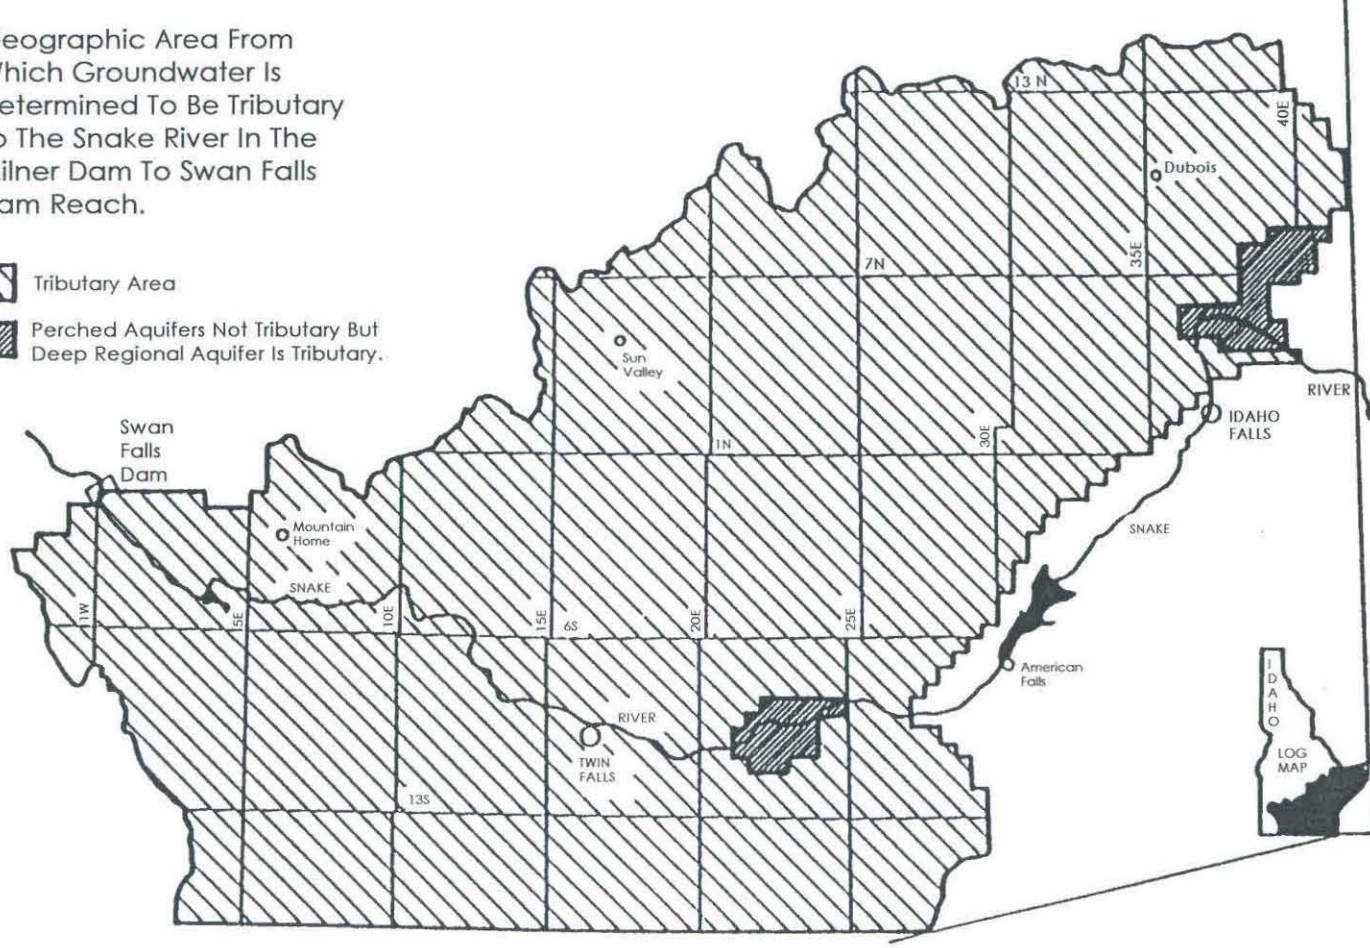 eographic Area From
hich Groundwater Is
etermined To Be Tributary
o The Snake River In The
ilner Dam To Swan Falls
am Reach.
Tributary Area
Perched Aquifers Not Tributary But
Deep Regional Aquifer Is Tributary.
13 N
40E
Dubois
7N
35E
Sun
Valley
RIVER
IDAHO
FALLS
Swan
Falls
Dam
1N
30E
Mountain
Home
SNAKE
SNAKE
1W
5E
10E
15E
6S
20E
25E
American
Falls
RIVER
TWIN
FALLS
13S
IDAHO
LOG
MAP